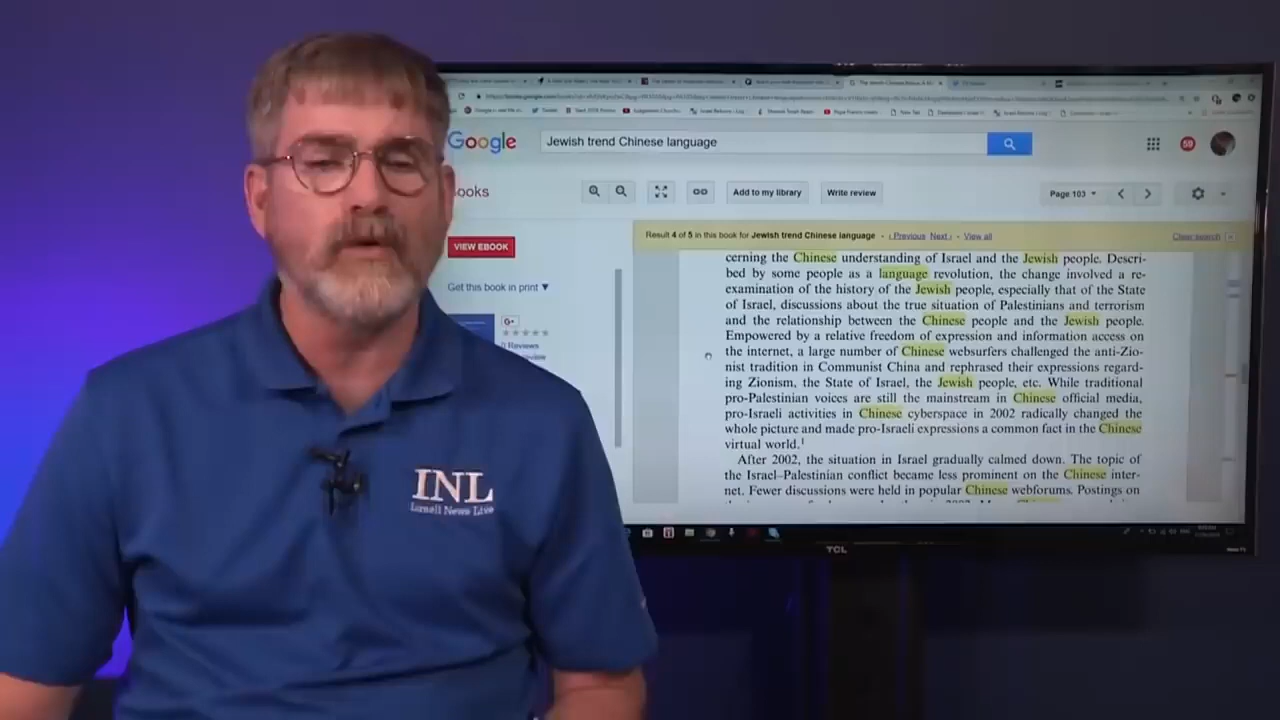 Google
Jewish trend Chinese language
59
Books
Add to my library
Write review
Page 103
VIEW EBOOK
Result 4 of 5 in this book for Jewish trend Chinese language - ‹ Previous Next › - View all
Clear search
Get this book in print ▼
G+
0 Reviews
cerning the Chinese understanding of Israel and the Jewish people. Descri-
bed by some people as a language revolution, the change involved a re-
examination of the history of the Jewish people, especially that of the State
of Israel, discussions about the true situation of Palestinians and terrorism
and the relationship between the Chinese people and the Jewish people.
Empowered by a relative freedom of expression and information access on
the internet, a large number of Chinese websurfers challenged the anti-Zio-
nist tradition in Communist China and rephrased their expressions regard-
ing Zionism, the State of Israel, the Jewish people, etc. While traditional
pro-Palestinian voices are still the mainstream in Chinese official media,
pro-Israeli activities in Chinese cyberspace in 2002 radically changed the
whole picture and made pro-Israeli expressions a common fact in the Chinese
virtual world.¹
After 2002, the situation in Israel gradually calmed down. The topic of
the Israel–Palestinian conflict became less prominent on the Chinese inter-
net. Fewer discussions were held in popular Chinese webforums. Postings on
TCL
INL
Israeli News Live